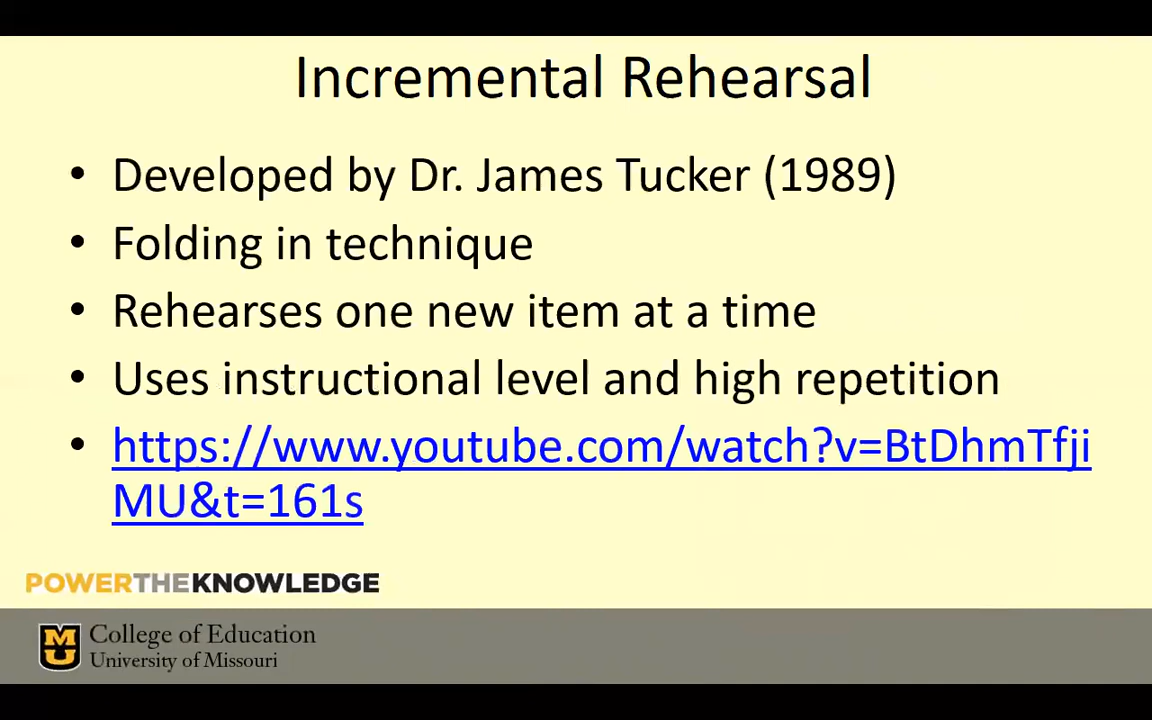 Incremental Rehearsal
• Developed by Dr. James Tucker (1989)
• Folding in technique
• Rehearses one new item at a time
• Uses instructional level and high repetition
• https://www.youtube.com/watch?v=BtDhmTfji
MU&t=161s
POWERTHEKNOWLEDGE
MU College of Education
University of Missouri